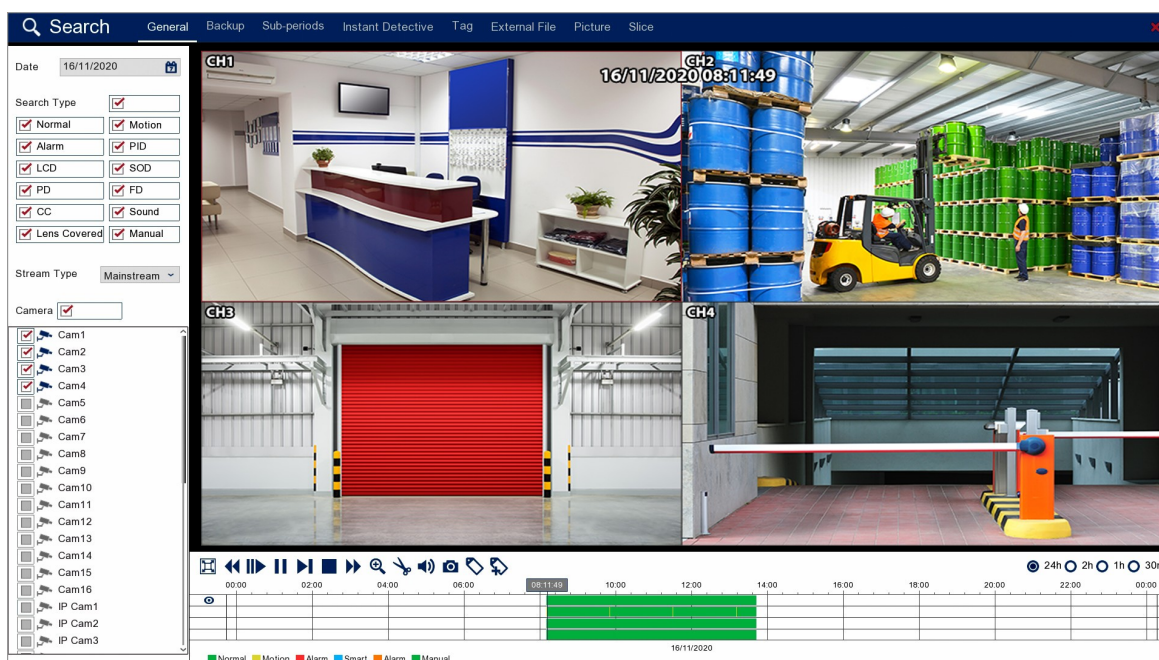 Search General Backup Sub-periods Instant Detective Tag External File Picture Slice
Date 16/11/2020 7
Search Type
Normal Motion
Alarm PID
LCD SOD
PD FD
CC Sound
Lens Covered Manual
Stream Type Mainstream
Camera
Cam1
Cam2
Cam3
Cam4
Cam5
Cam6
Cam7
Cam8
Cam9
Cam10
Cam11
Cam12
Cam13
Cam14
Cam15
Cam16
IP Cam1
IP Cam2
IP Cam3
CH1
CH2
16/11/2020 08:11:49
CH3
CH4
24h 2h 1h 30m
00:00 02:00 04:00 06:00 08:11:49 10:00 12:00 14:00 16:00 18:00 20:00 22:00 00:00
16/11/2020
Normal Motion Alarm Smart Alarm Manual